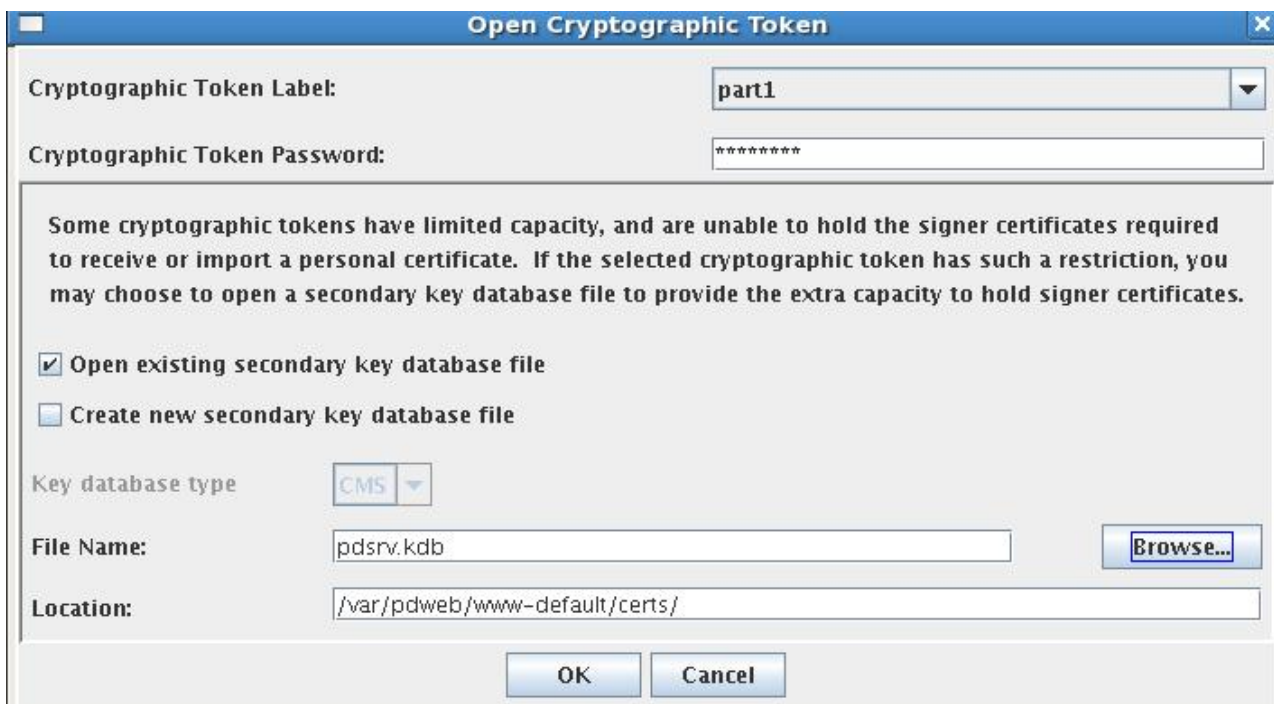 Open Cryptographic Token
Cryptographic Token Label: part1
Cryptographic Token Password: ********
Some cryptographic tokens have limited capacity, and are unable to hold the signer certificates required
to receive or import a personal certificate. If the selected cryptographic token has such a restriction, you
may choose to open a secondary key database file to provide the extra capacity to hold signer certificates.
Open existing secondary key database file
Create new secondary key database file
Key database type CMS
File Name: pdsrv.kdb Browse...
Location: /var/pdweb/www-default/certs/
OK Cancel